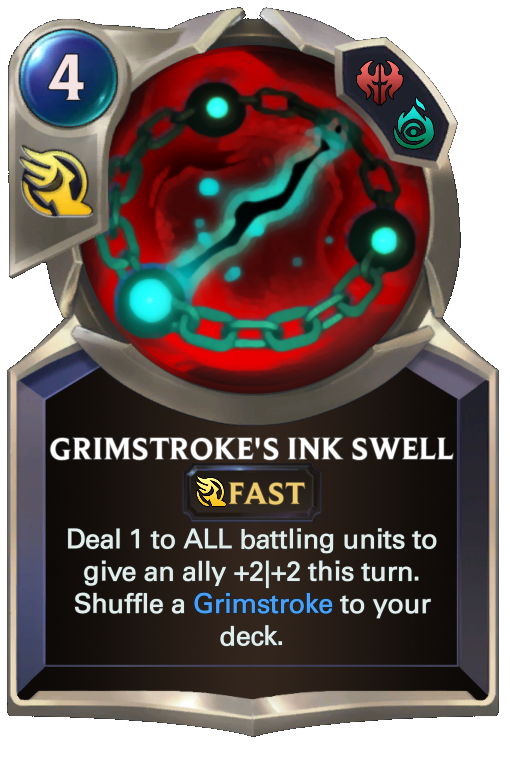 4
GRIMSTROKE'S INK SWELL
FAST
Deal 1 to ALL battling units to
give an ally +2|+2 this turn.
Shuffle a Grimstroke to your
deck.